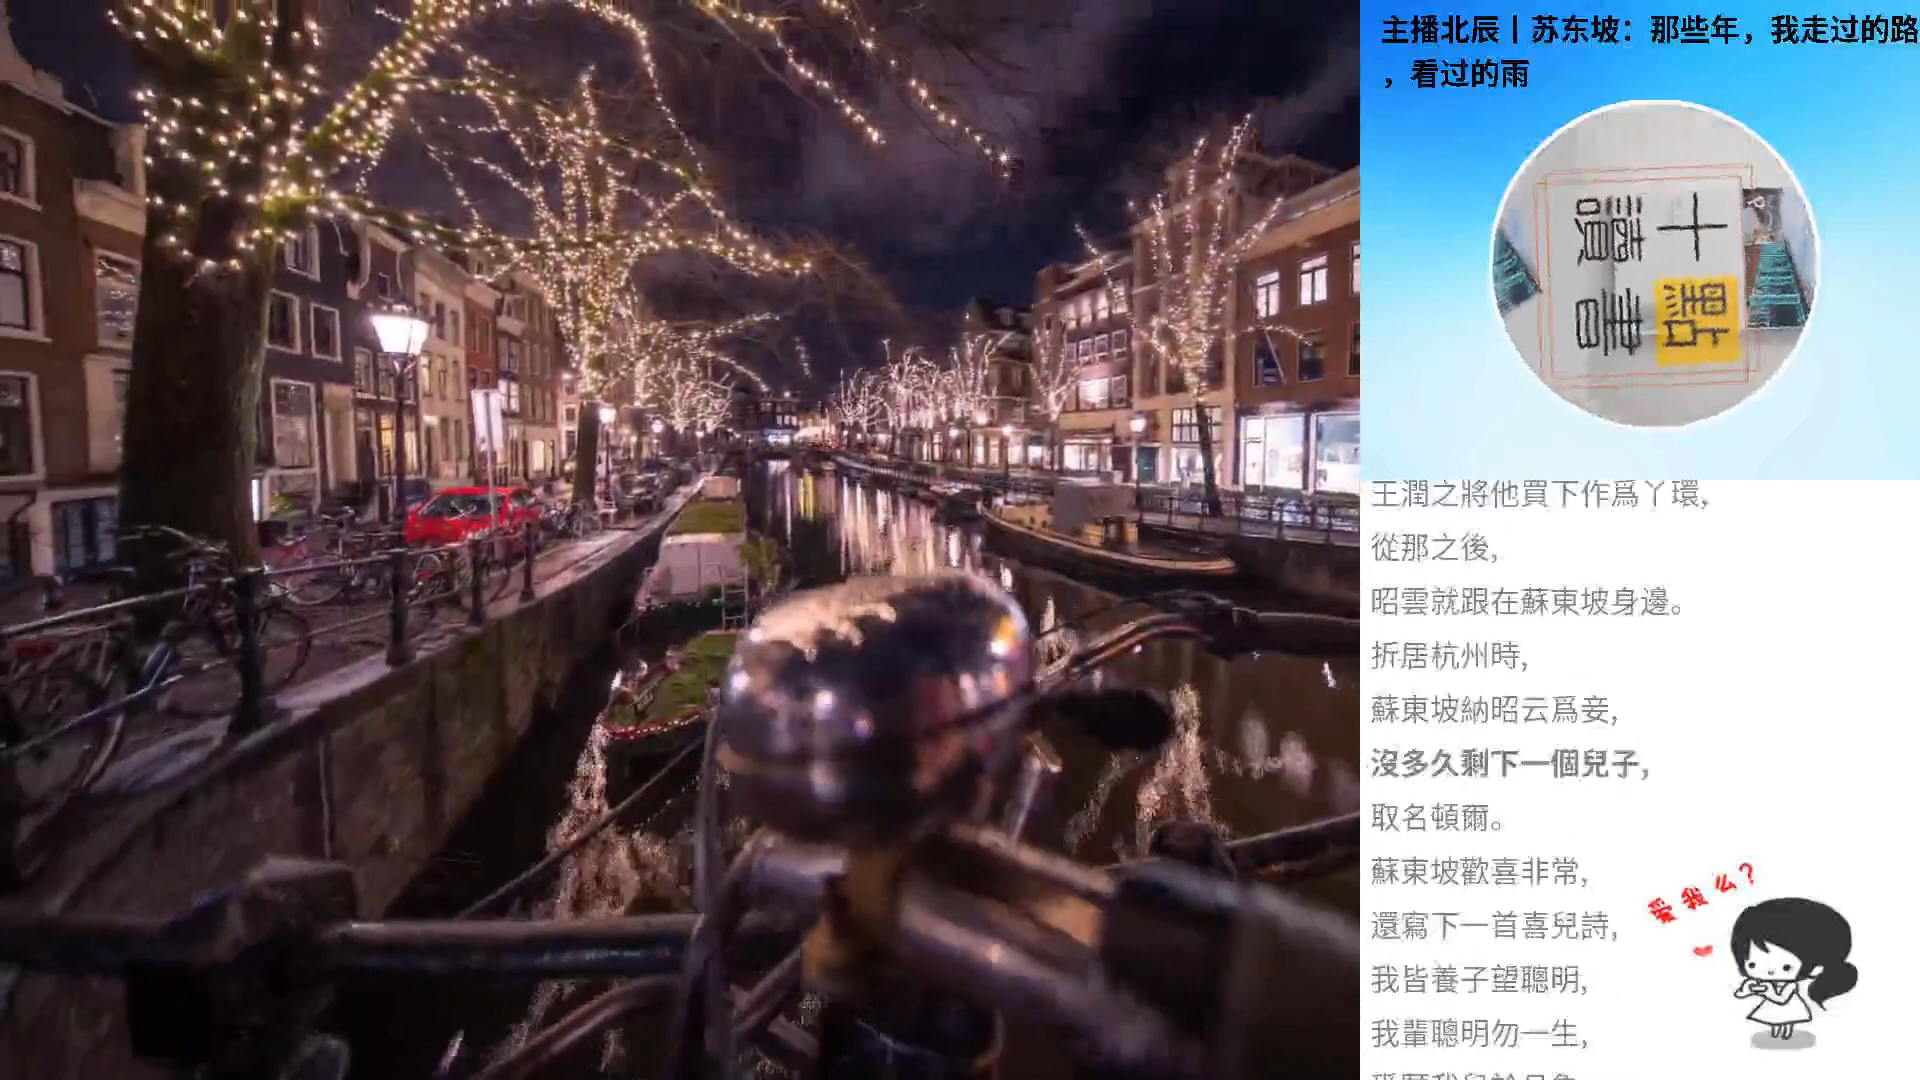 主播北辰丨苏东坡：那些年，我走过的路
，看过的雨
十點
讀書
王潤之將他買下作爲丫環,
從那之後,
昭雲就跟在蘇東坡身邊。
折居杭州時,
蘇東坡納昭云爲妾,
沒多久剩下一個兒子,
取名頓爾。
蘇東坡歡喜非常,
還寫下一首喜兒詩,
我皆養子望聰明,
我輩聰明勿一生,
爱我么?